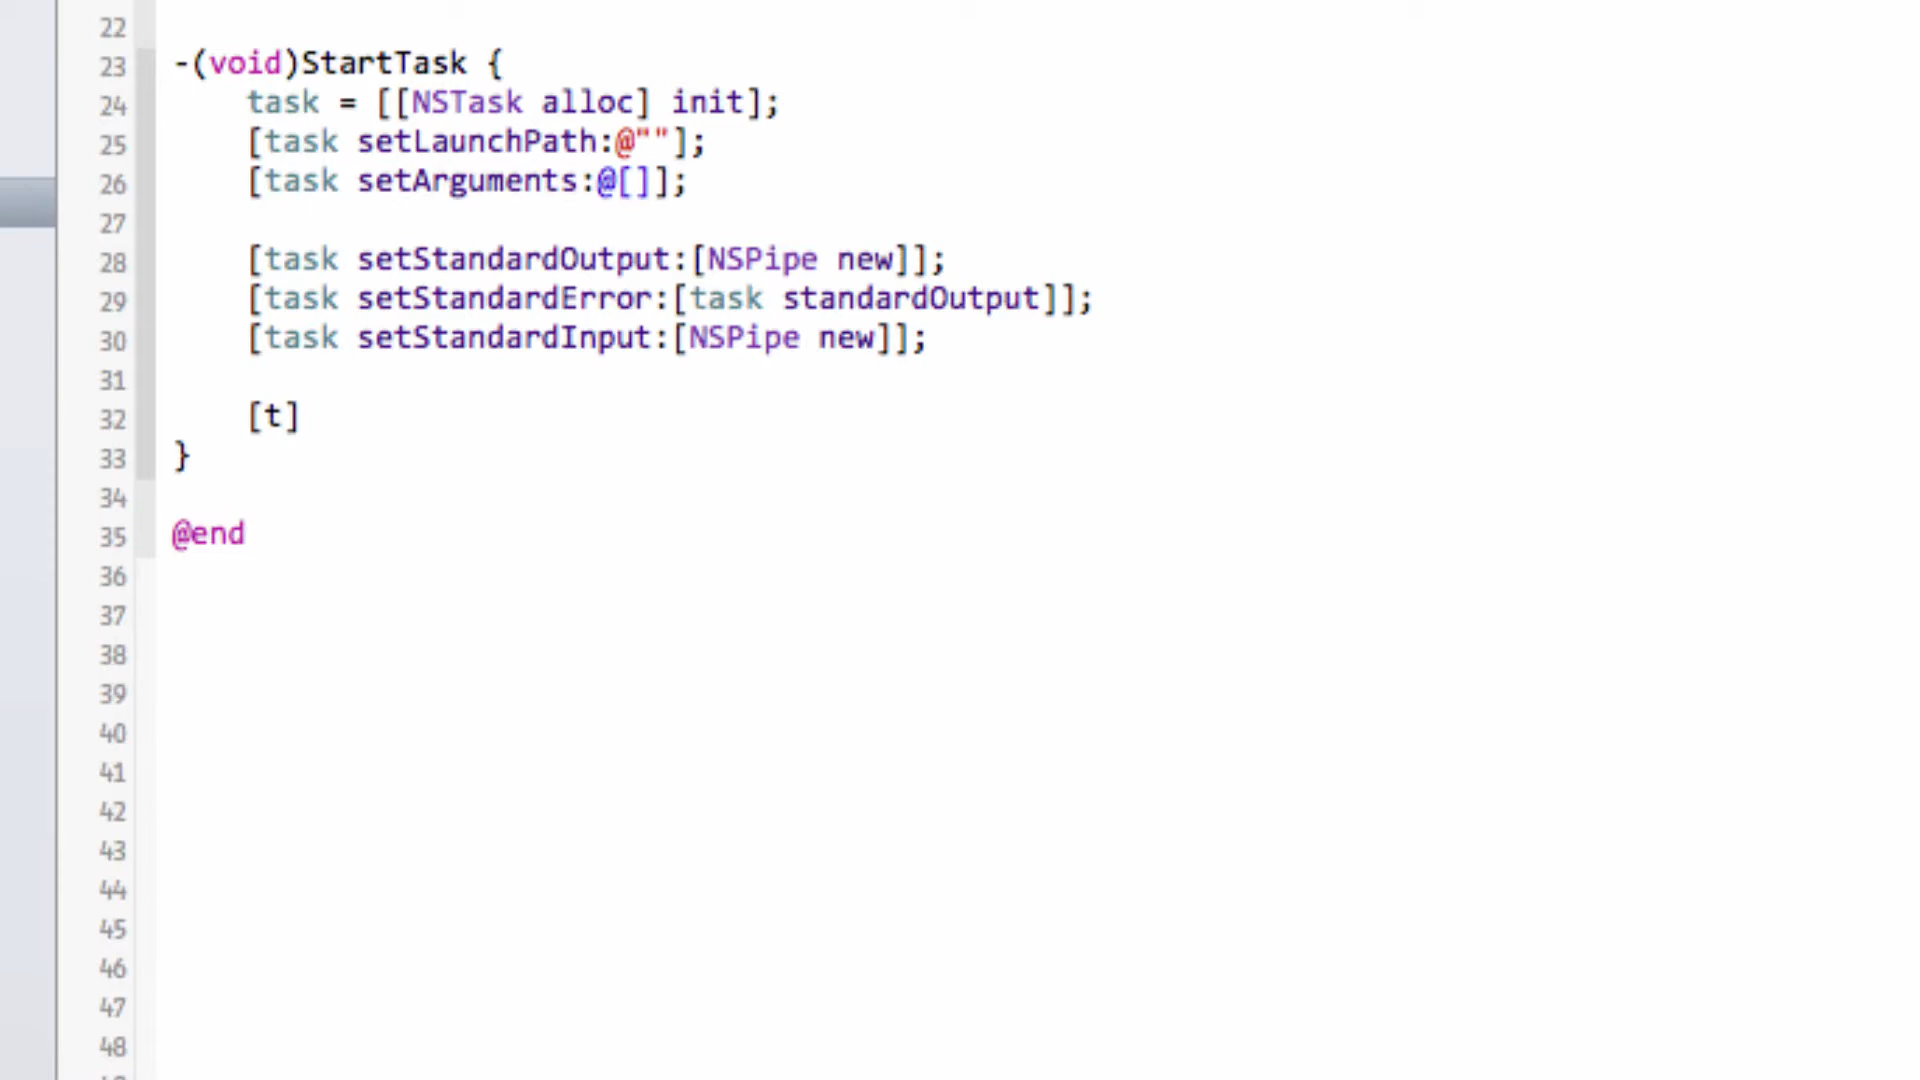 22
23 -(void)StartTask {
24 task = [[NSTask alloc] init];
25 [task setLaunchPath:@""];
26 [task setArguments:@[]];
27
28 [task setStandardOutput:[NSPipe new]];
29 [task setStandardError:[task standardOutput]];
30 [task setStandardInput:[NSPipe new]];
31
32 [t]
33 }
34
35 @end
36
37
38
39
40
41
42
43
44
45
46
47
48